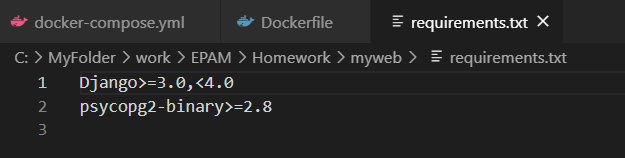 docker-compose.yml Dockerfile requirements.txt
C: > MyFolder > work > EPAM > Homework > myweb > requirements.txt
1 Django>=3.0,<4.0
2 psycopg2-binary>=2.8
3